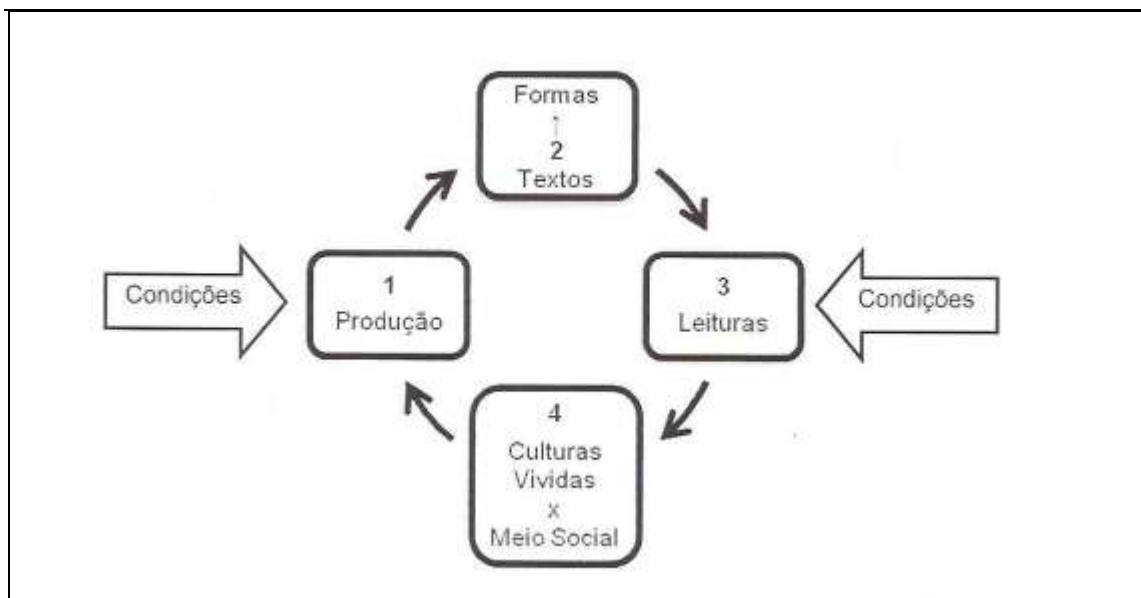 Formas
↑
2
Textos
Condições
1
Produção
3
Leituras
Condições
4
Culturas
Vividas
x
Meio Social